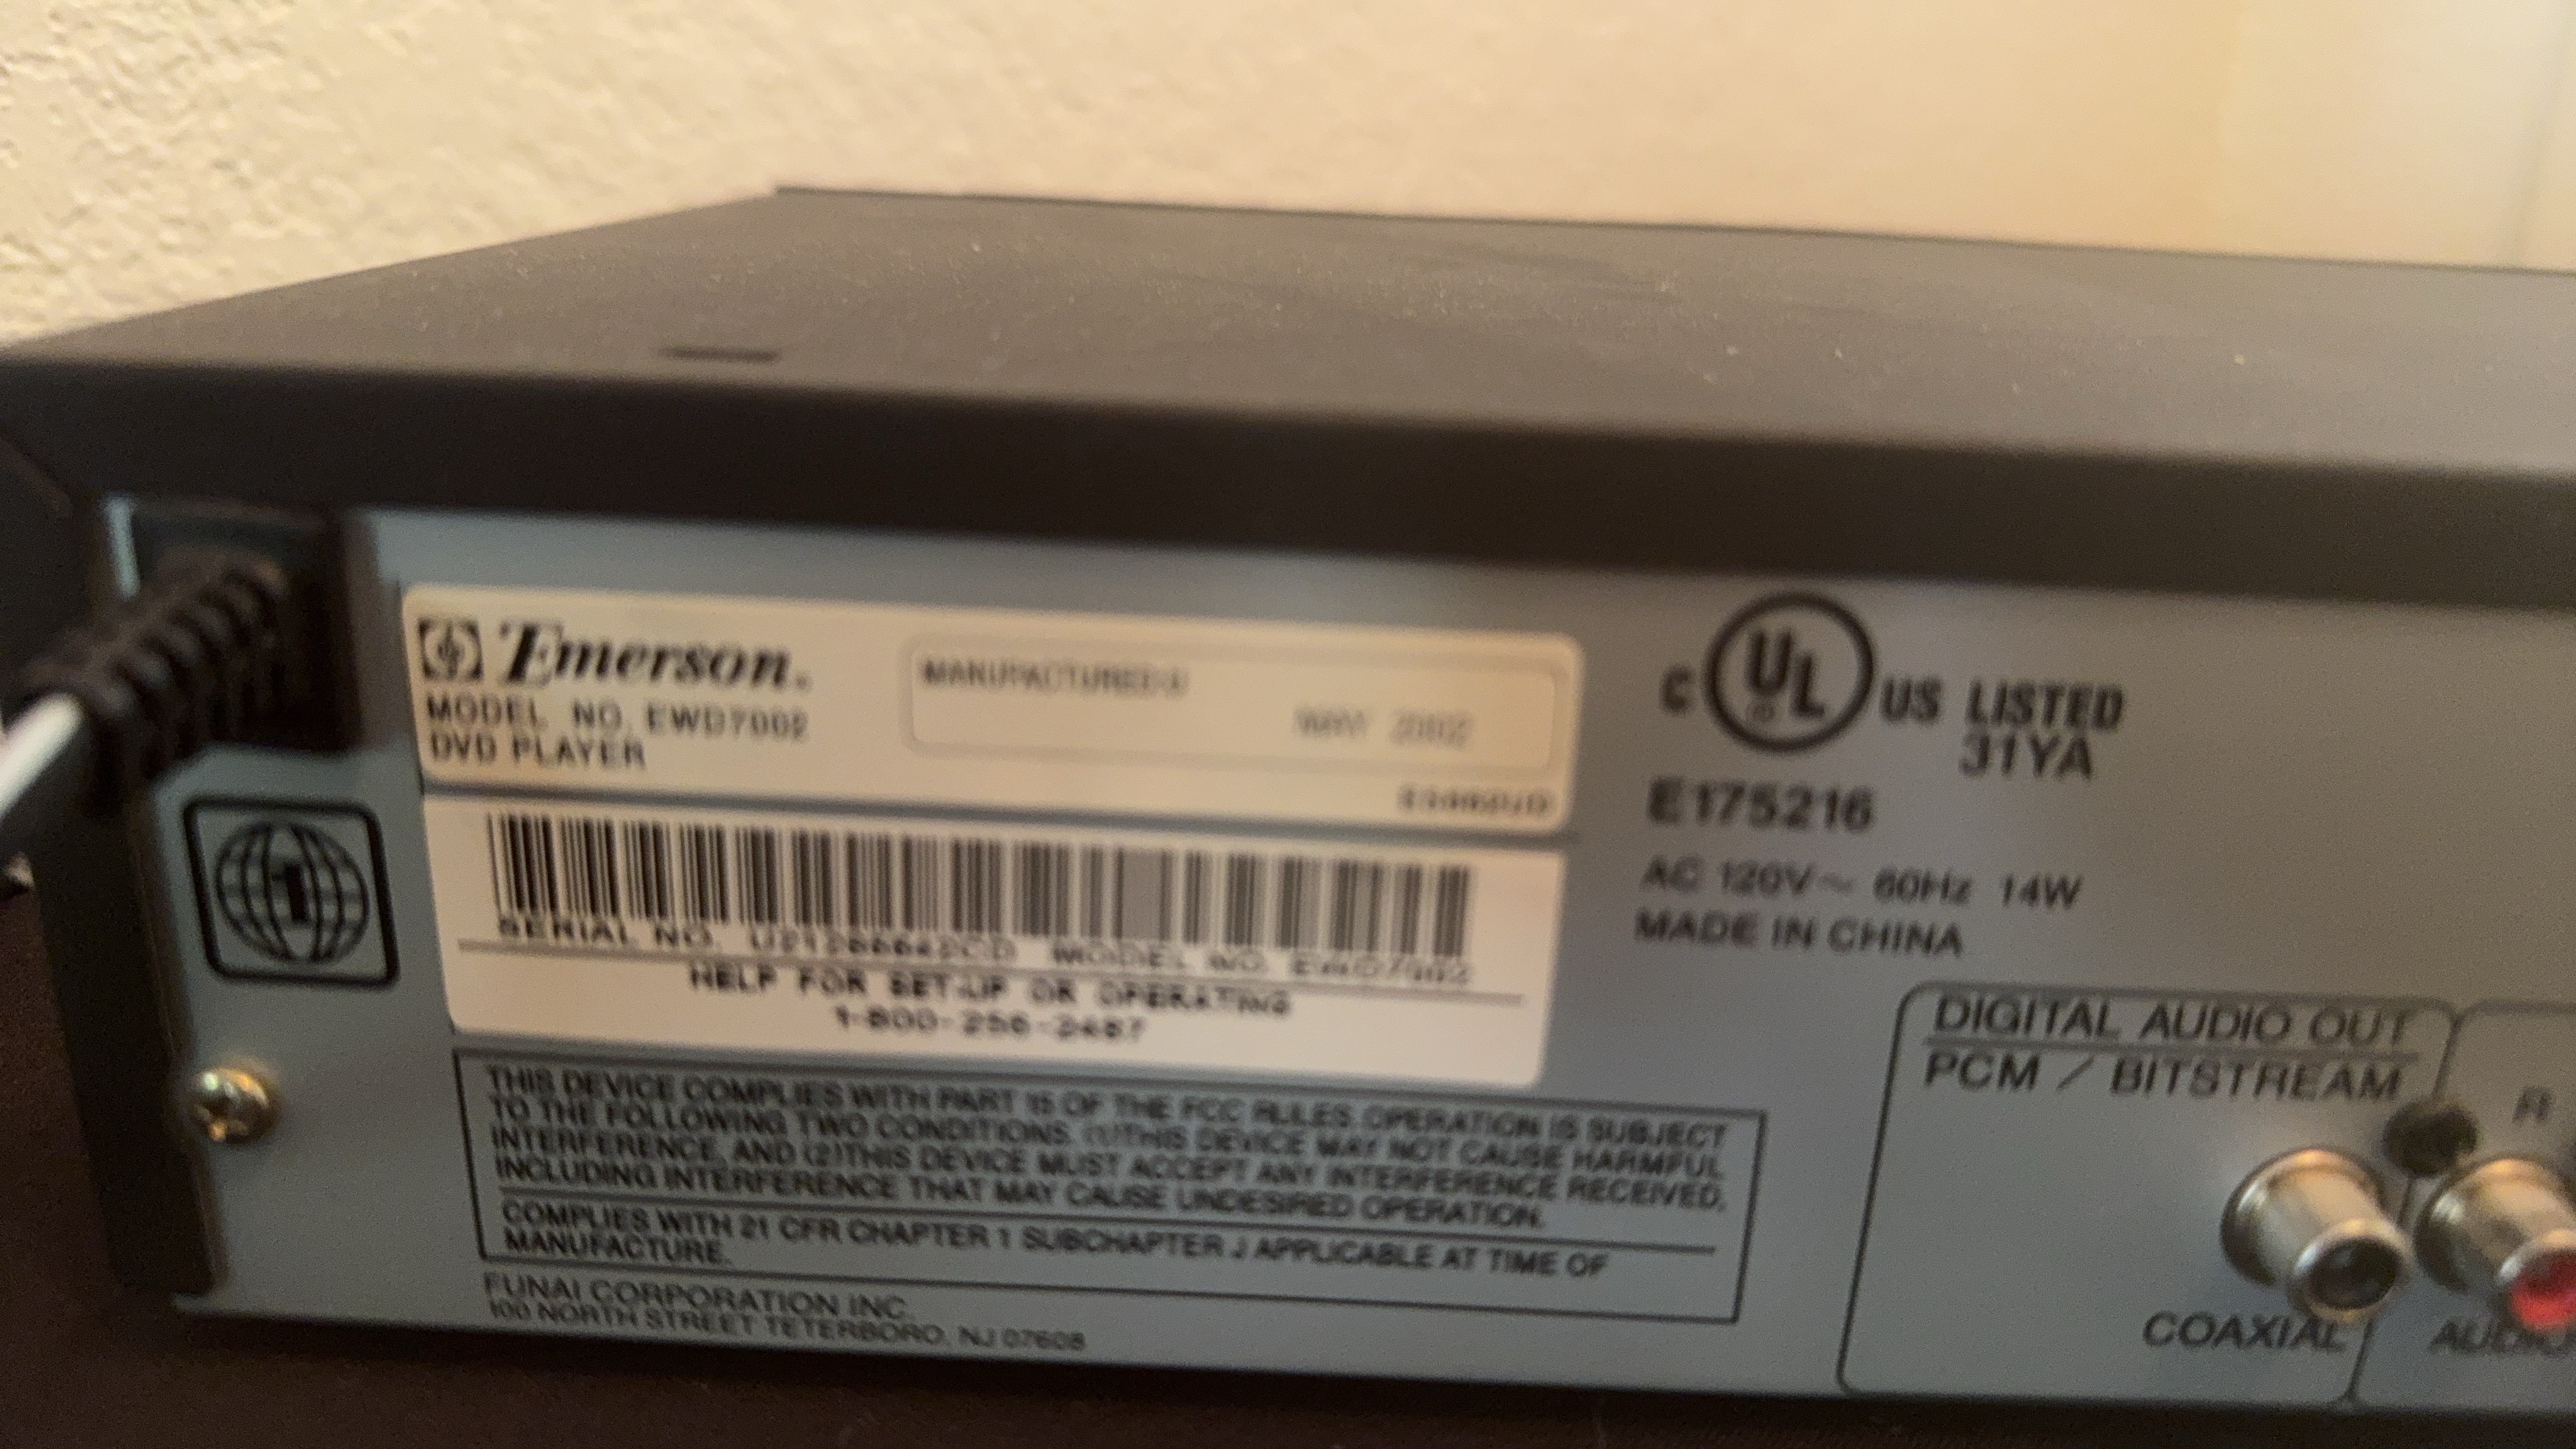 Emerson.
MODEL NO. EWD7002
DVD PLAYER
MANUFACTURED
MAY 2002
SERIAL NO. MODEL NO. EWD7002
HELP FOR SET-UP OR OPERATING
1-800-256-2487
THIS DEVICE COMPLIES WITH PART 15 OF THE FCC RULES. OPERATION IS SUBJECT
TO THE FOLLOWING TWO CONDITIONS. (1)THIS DEVICE MAY NOT CAUSE HARMFUL
INTERFERENCE, AND (2)THIS DEVICE MUST ACCEPT ANY INTERFERENCE RECEIVED,
INCLUDING INTERFERENCE THAT MAY CAUSE UNDESIRED OPERATION.
COMPLIES WITH 21 CFR CHAPTER 1 SUBCHAPTER J APPLICABLE AT TIME OF
MANUFACTURE.
FUNAI CORPORATION INC.
100 NORTH STREET TETERBORO, NJ 07608
1
C UL US LISTED
31YA
E175216
AC 120V~ 60Hz 14W
MADE IN CHINA
DIGITAL AUDIO OUT
PCM / BITSTREAM
COAXIAL
R
AUDIO